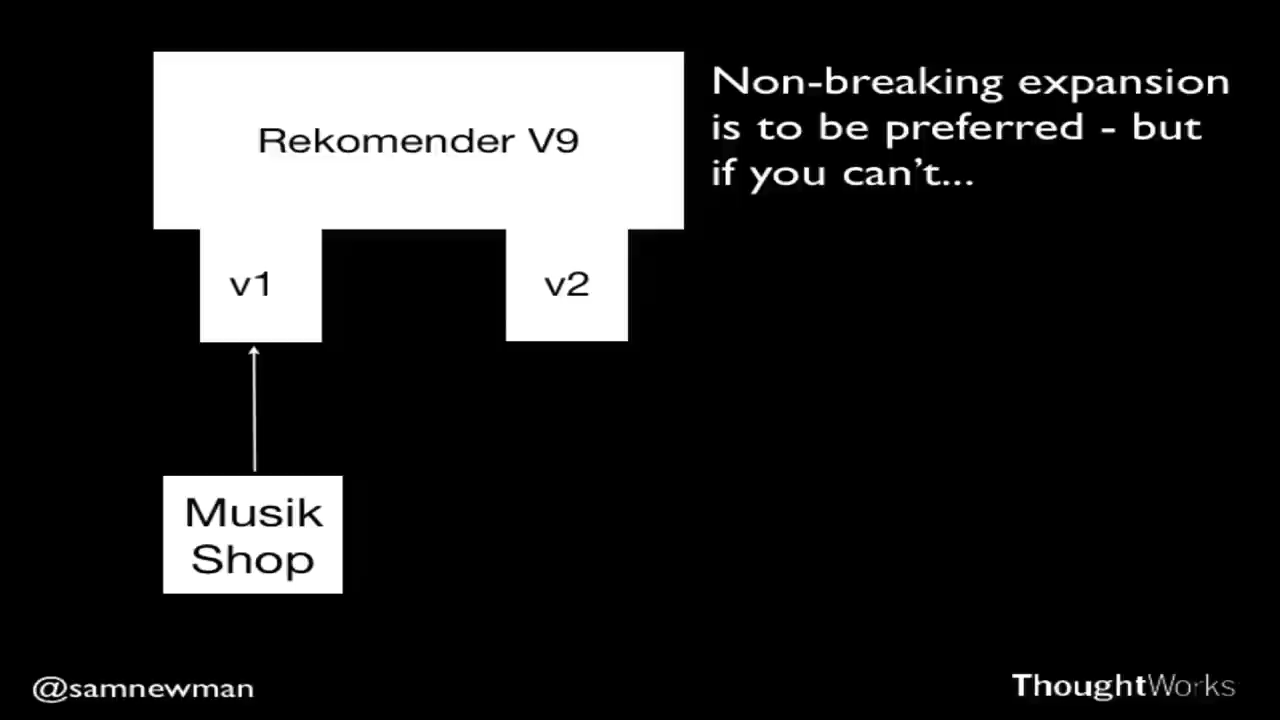 Rekomender V9
Non-breaking expansion
is to be preferred - but
if you can’t...
v1
v2
Musik
Shop
@samnewman
ThoughtWorks